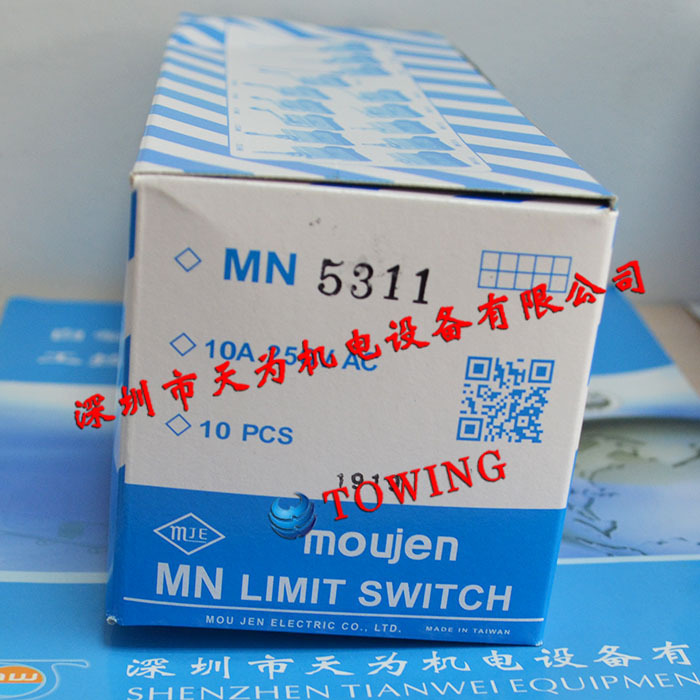 MN 5311
10A 250V AC
深圳市天为机电设备有限公司
10 PCS
TOWING
MJE
moujen
MN LIMIT SWITCH
MOU JEN ELECTRIC CO., LTD.
MADE IN TAIWAN
深圳市天为机电设备有
SHENZHEN TIANWEI EQUIPMEN